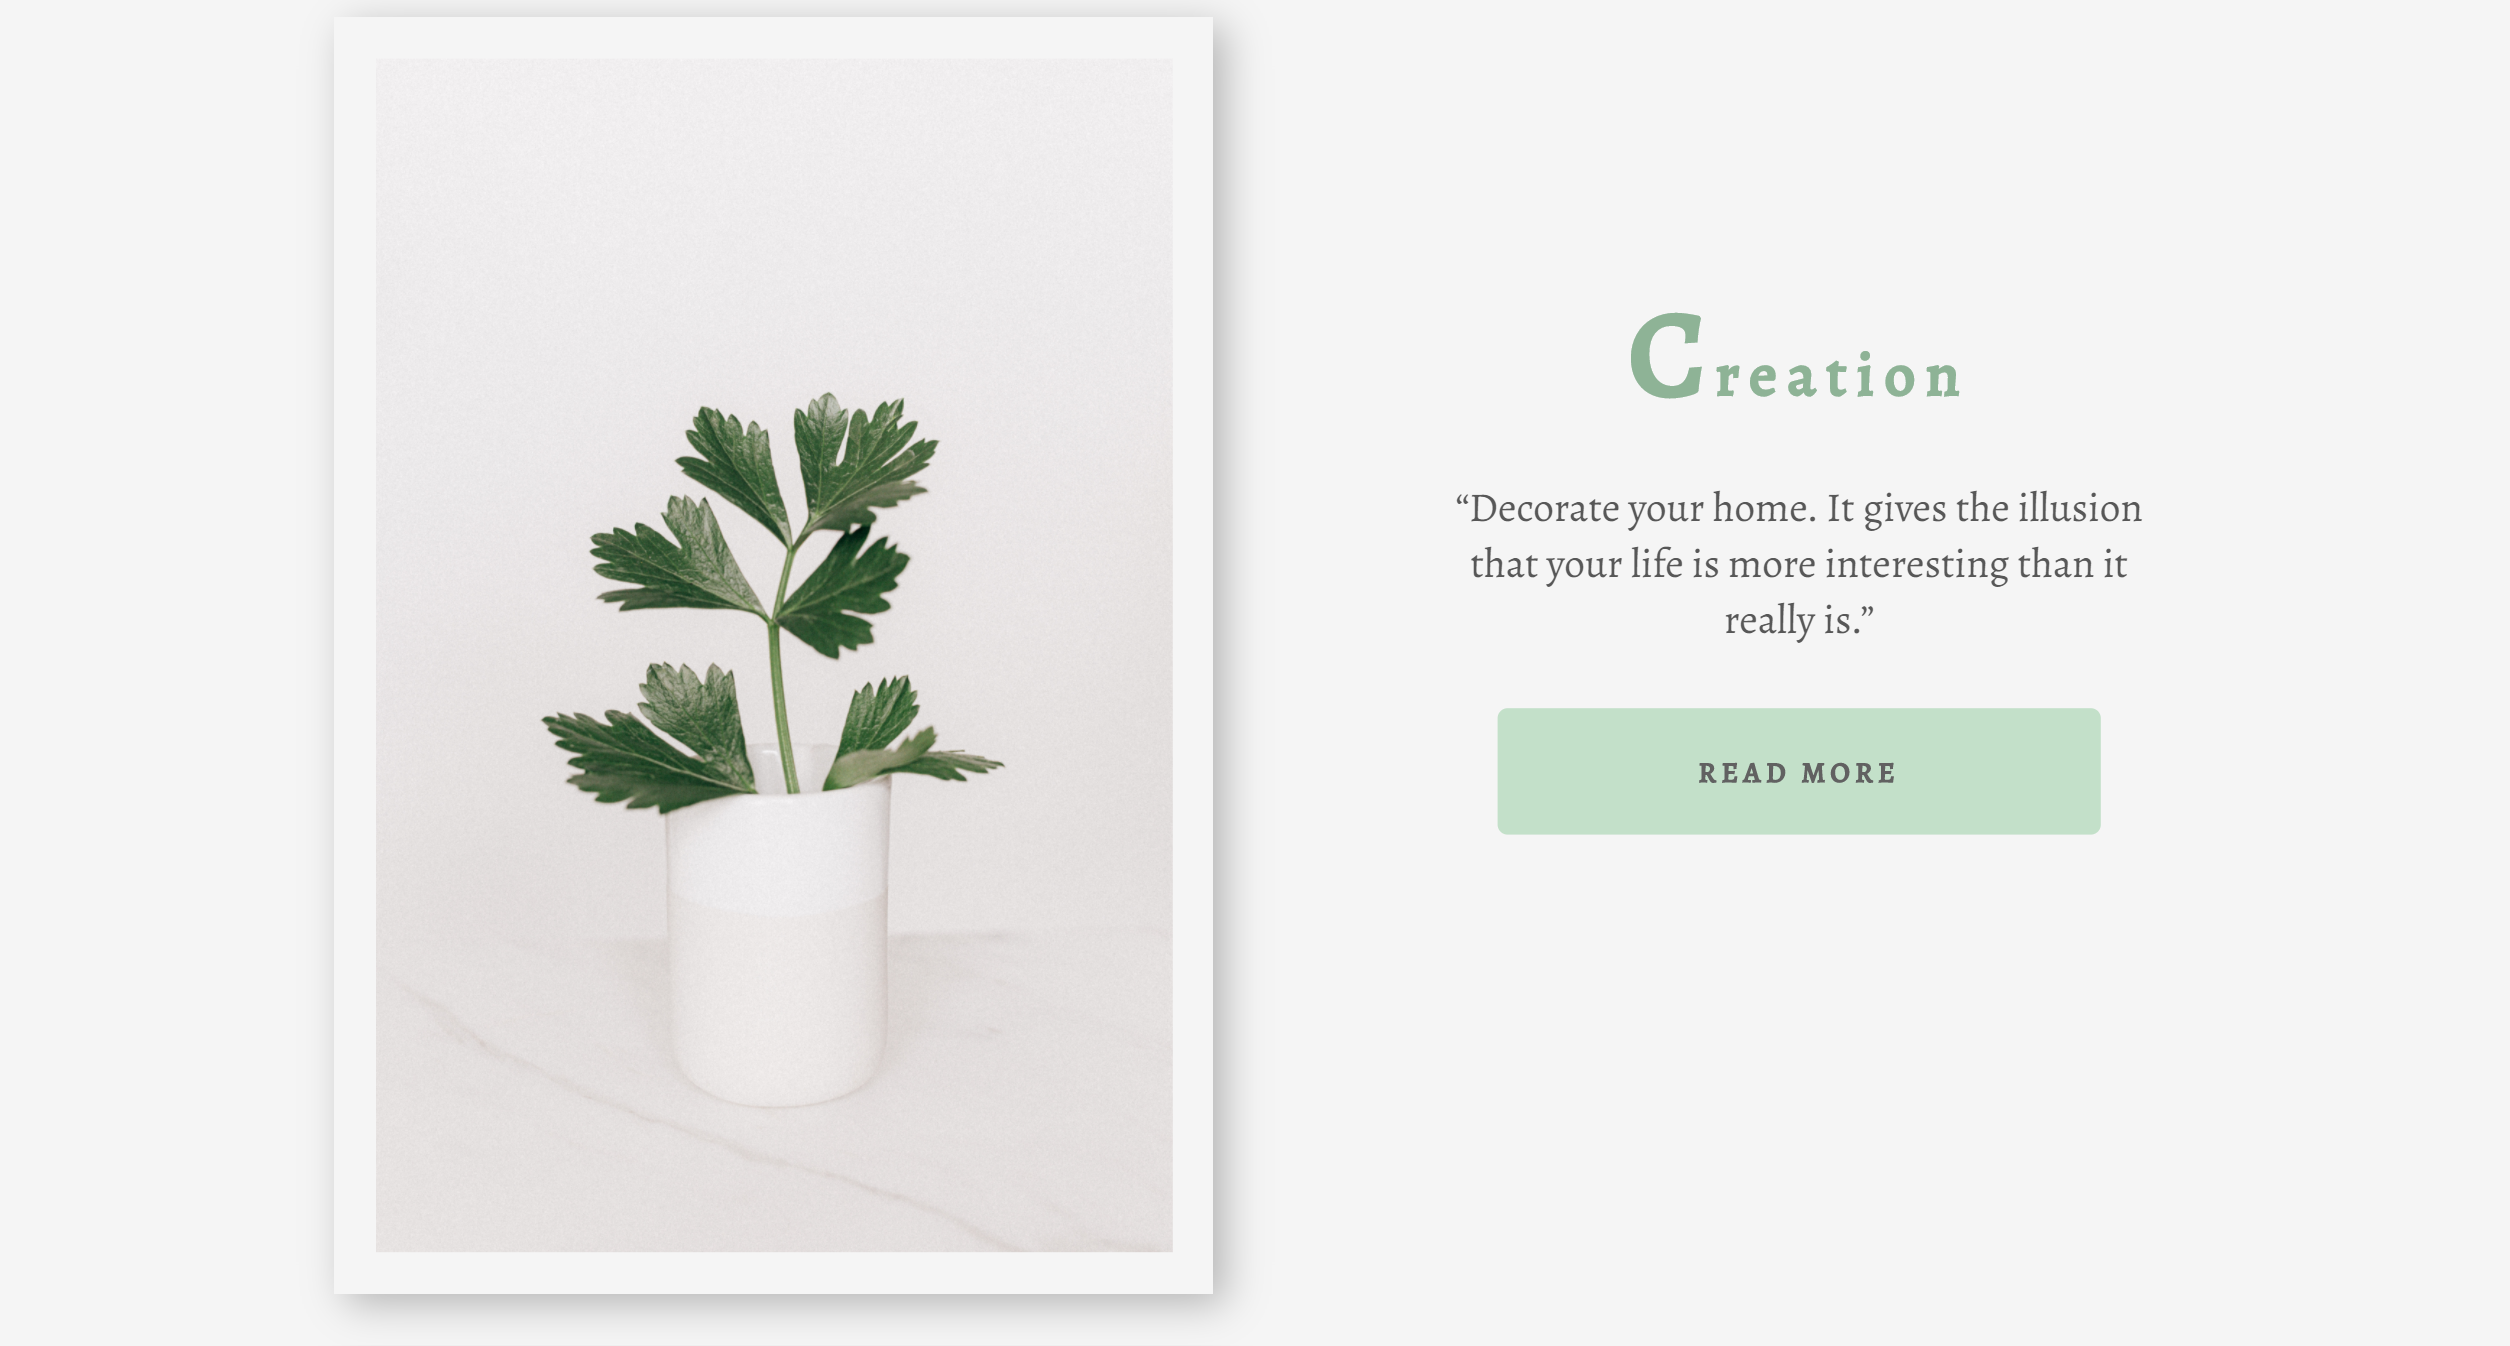 Creation
“Decorate your home. It gives the illusion
that your life is more interesting than it
really is.”
READ MORE